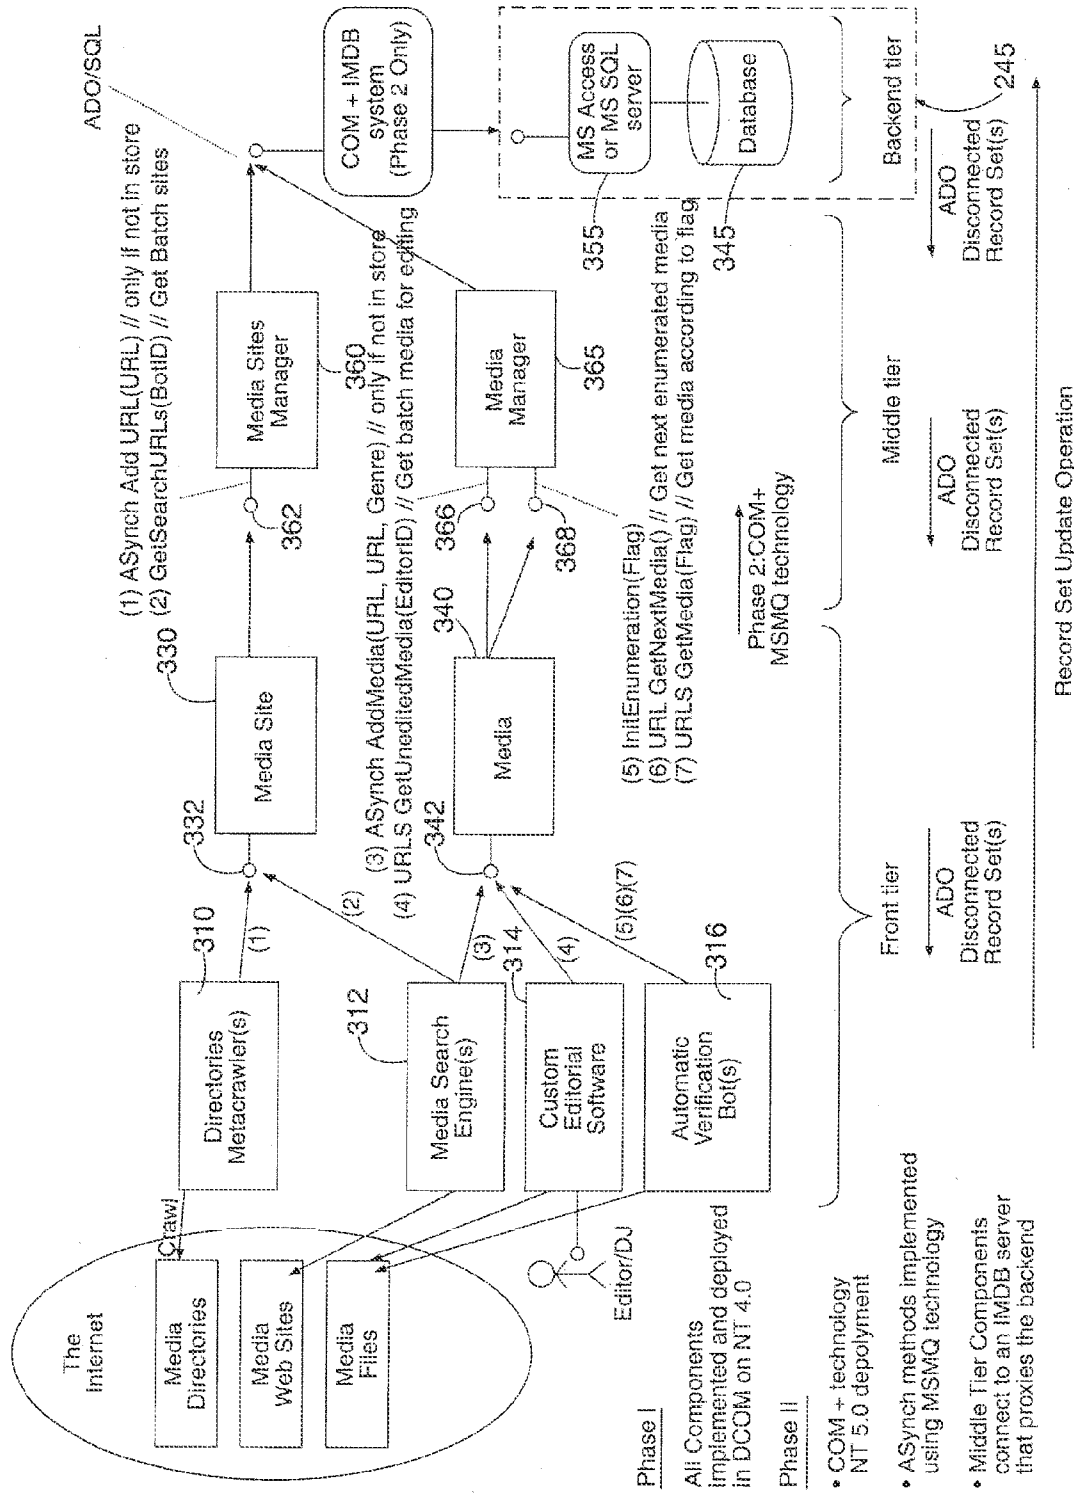 The
Internet
Media
Directories
Media
Web Sites
Media
Files
Crawl
Editor/DJ
Directories
Metacrawler(s)
310
Media Search
Engine(s)
312
Custom
Editorial
Software
314
Automatic
Verification
Bot(s)
316
(1)
(2)
(3)
(4)
(5)(6)(7)
332
Media Site
330
342
Media
340
(1) ASynch Add URL(URL) // only if not in store
(2) GetSearchURLs(BotID) // Get Batch sites
362
Media Sites
Manager
360
(3) ASynch AddMedia(URL, URL, Genre) // only if not in store
(4) URLS GetUneditedMedia(EditorID) // Get batch media for editing
366
368
Media
Manager
365
(5) InitEnumeration(Flag)
(6) URL GetNextMedia() // Get next enumerated media
(7) URLS GetMedia(Flag) // Get media according to flag
ADO/SQL
COM + IMDB
system
(Phase 2 Only)
MS Access
or MS SQL
server
355
Database
345
Backend tier
245
Phase 2:COM+
MSMQ technology
Front tier
Middle tier
ADO
Disconnected
Record Set(s)
ADO
Disconnected
Record Set(s)
ADO
Disconnected
Record Set(s)
Record Set Update Operation
Phase I
All Components
implemented and deployed
in DCOM on NT 4.0
Phase II
• COM + technology
NT 5.0 depolyment
• ASynch methods implemented
using MSMQ technology
• Middle Tier Components
connect to an IMDB server
that proxies the backend